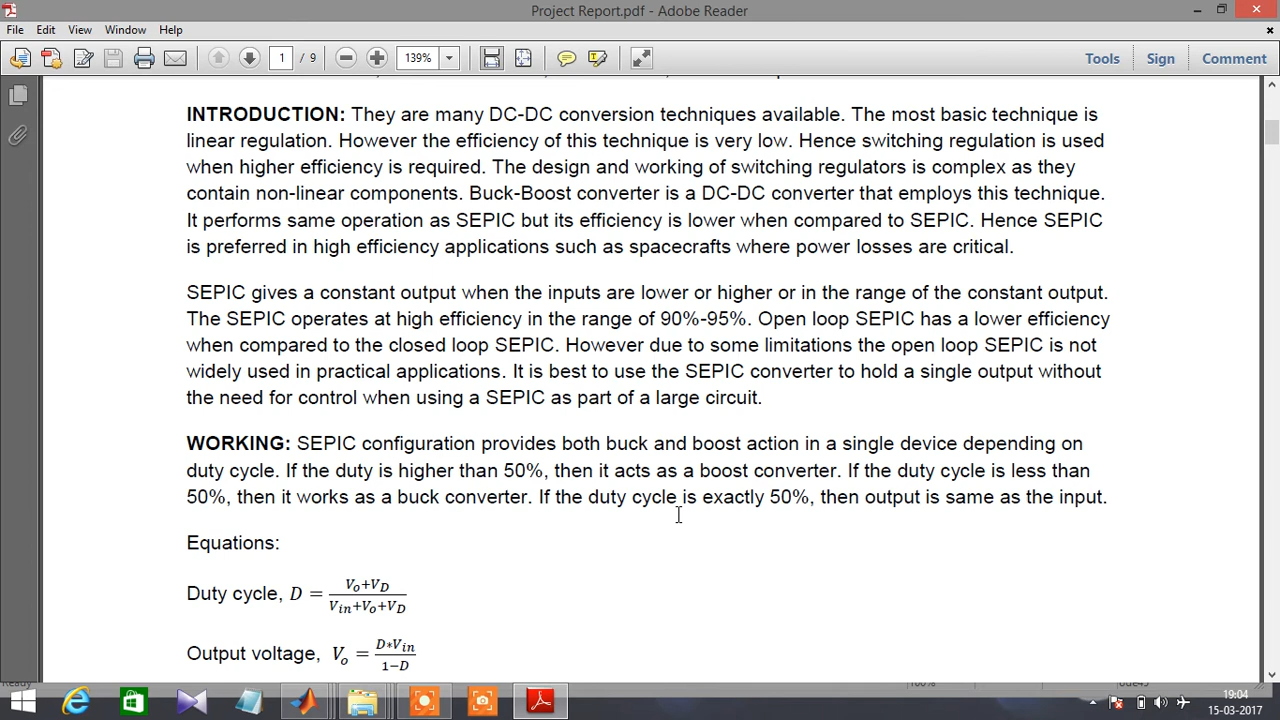 Project Report.pdf - Adobe Reader
File Edit View Window Help
1 / 9 139% Tools Sign Comment
INTRODUCTION: They are many DC-DC conversion techniques available. The most basic technique is
linear regulation. However the efficiency of this technique is very low. Hence switching regulation is used
when higher efficiency is required. The design and working of switching regulators is complex as they
contain non-linear components. Buck-Boost converter is a DC-DC converter that employs this technique.
It performs same operation as SEPIC but its efficiency is lower when compared to SEPIC. Hence SEPIC
is preferred in high efficiency applications such as spacecrafts where power losses are critical.
SEPIC gives a constant output when the inputs are lower or higher or in the range of the constant output.
The SEPIC operates at high efficiency in the range of 90%-95%. Open loop SEPIC has a lower efficiency
when compared to the closed loop SEPIC. However due to some limitations the open loop SEPIC is not
widely used in practical applications. It is best to use the SEPIC converter to hold a single output without
the need for control when using a SEPIC as part of a large circuit.
WORKING: SEPIC configuration provides both buck and boost action in a single device depending on
duty cycle. If the duty is higher than 50%, then it acts as a boost converter. If the duty cycle is less than
50%, then it works as a buck converter. If the duty cycle is exactly 50%, then output is same as the input.
Equations:
Duty cycle, D = (Vo+VD)/(Vin+Vo+VD)
Output voltage, Vo = (D*Vin)/(1−D)
19:04
15-03-2017